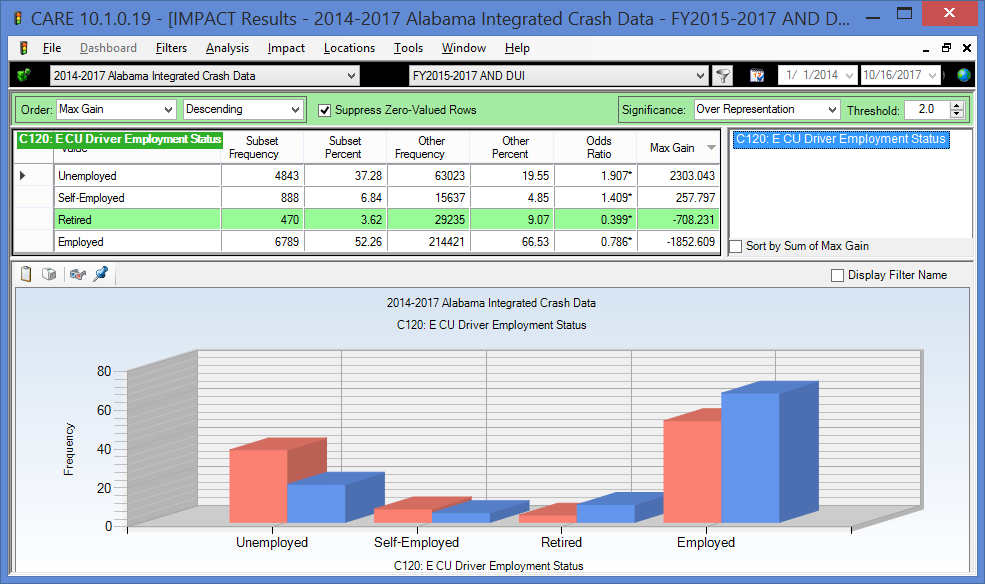 CARE 10.1.0.19 - [IMPACT Results - 2014-2017 Alabama Integrated Crash Data - FY2015-2017 AND D...
File Dashboard Filters Analysis Impact Locations Tools Window Help
2014-2017 Alabama Integrated Crash Data FY2015-2017 AND DUI 1/ 1/2014 10/16/2017
Order: Max Gain Descending Suppress Zero-Valued Rows Significance: Over Representation Threshold: 2.0
C120: E CU Driver Employment Status
Value Subset Frequency Subset Percent Other Frequency Other Percent Odds Ratio Max Gain
Unemployed 4843 37.28 63023 19.55 1.907* 2303.043
Self-Employed 888 6.84 15637 4.85 1.409* 257.797
Retired 470 3.62 29235 9.07 0.399* -708.231
Employed 6789 52.26 214421 66.53 0.786* -1852.609
C120: E CU Driver Employment Status
Sort by Sum of Max Gain
Display Filter Name
2014-2017 Alabama Integrated Crash Data
C120: E CU Driver Employment Status
Frequency
80
60
40
20
0
Unemployed Self-Employed Retired Employed
C120: E CU Driver Employment Status